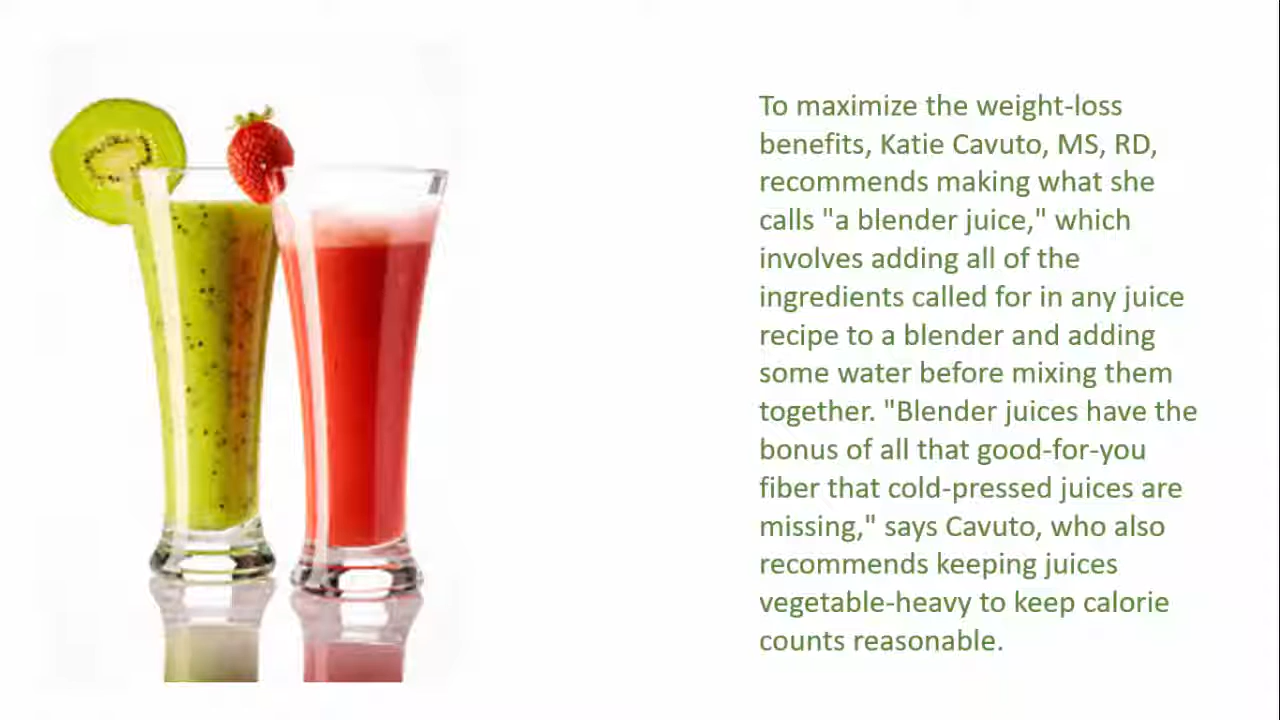 To maximize the weight-loss
benefits, Katie Cavuto, MS, RD,
recommends making what she
calls "a blender juice," which
involves adding all of the
ingredients called for in any juice
recipe to a blender and adding
some water before mixing them
together. "Blender juices have the
bonus of all that good-for-you
fiber that cold-pressed juices are
missing," says Cavuto, who also
recommends keeping juices
vegetable-heavy to keep calorie
counts reasonable.